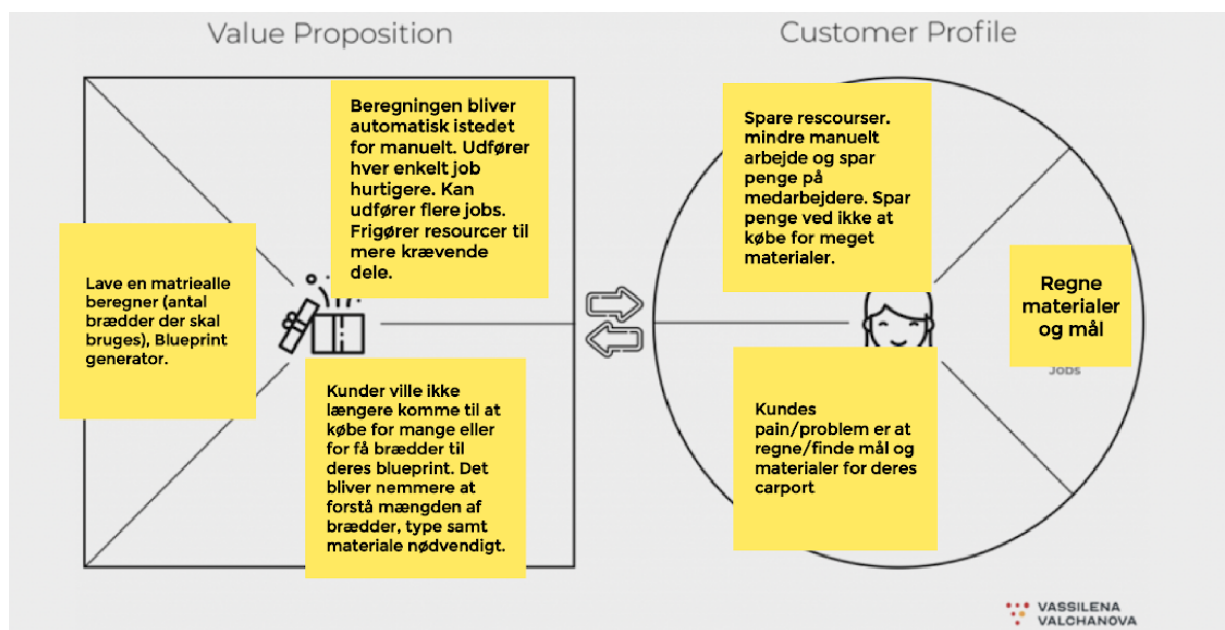 Value Proposition
Customer Profile
Beregningen bliver
automatisk istedet
for manuelt. Udfører
hver enkelt job
hurtigere. Kan
udfører flere jobs.
Frigører resourcer til
mere krævende
dele.
Lave en matriealle
beregner (antal
brædder der skal
bruges), Blueprint
generator.
Kunder ville ikke
længere komme til at
købe for mange eller
for få brædder til
deres blueprint. Det
bliver nemmere at
forstå mængden af
brædder, type samt
materiale nødvendigt.
Spare rescourser.
mindre manuelt
arbejde og spar
penge på
medarbejdere. Spar
penge ved ikke at
købe for meget
materialer.
Regne
materialer
og mål
Jobs
Kundes
pain/problem er at
regne/finde mål og
materialer for deres
carport
VASSILENA
VALCHANOVA